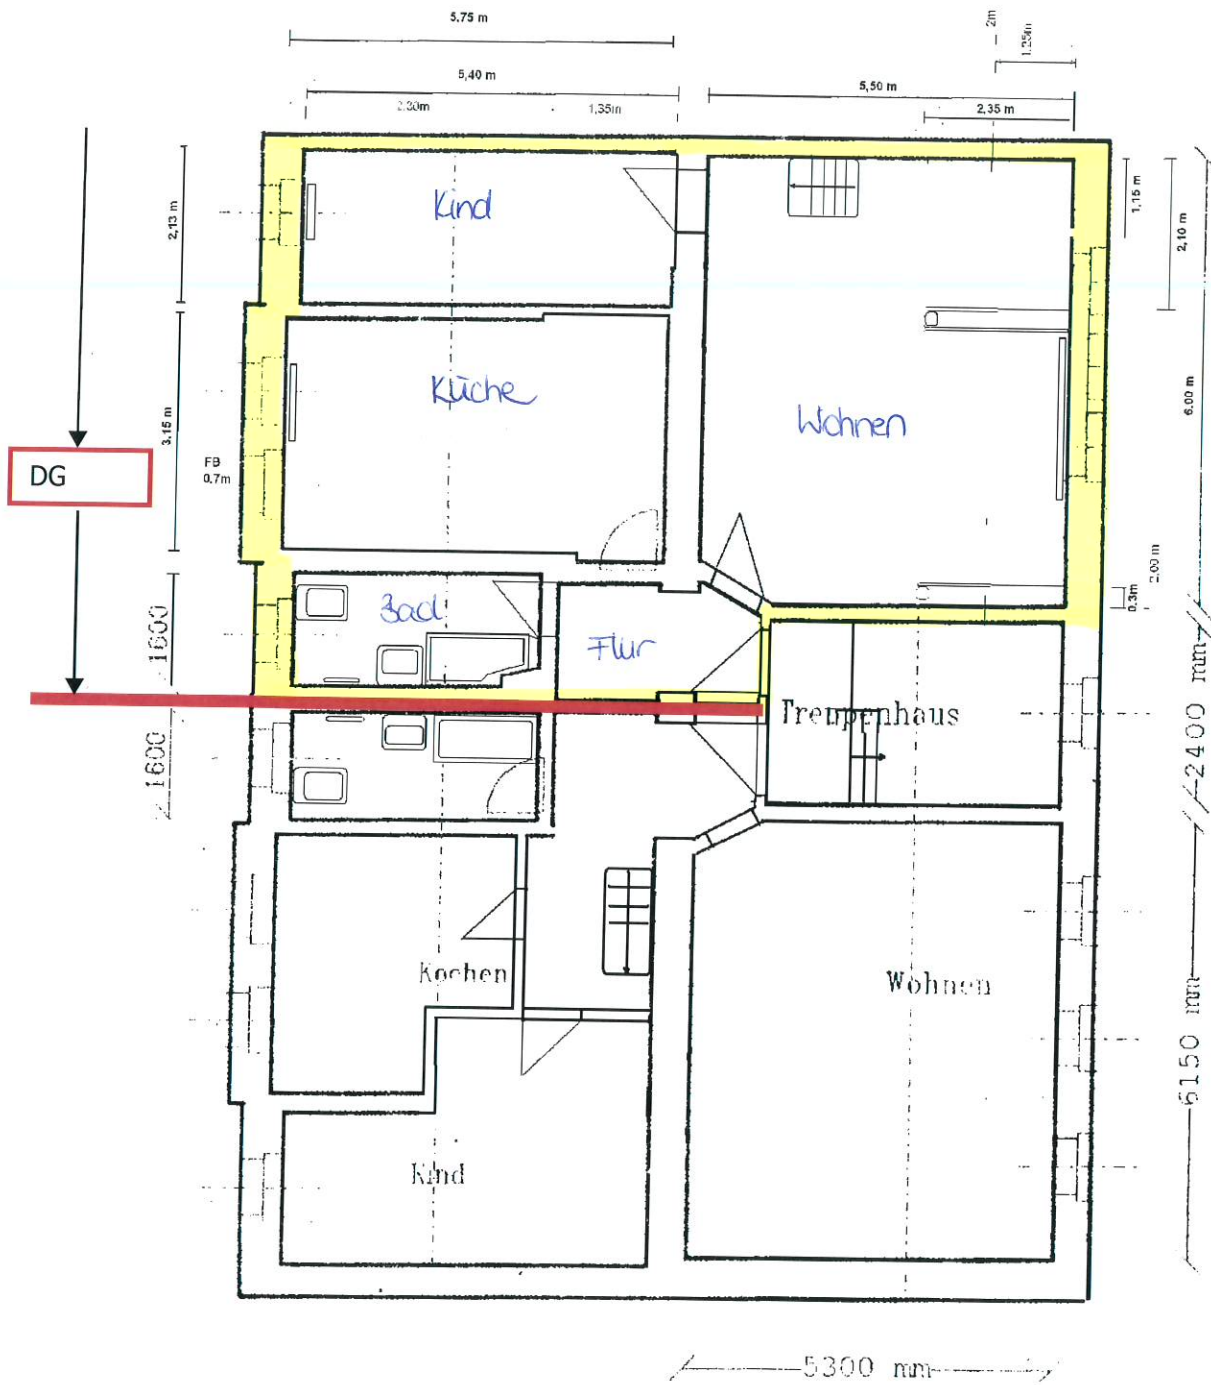 5,75 m
2m
1,25m
5,40 m
5,50 m
2,30m
1,35m
2,35 m
Kind
2,13 m
1,15 m
2,10 m
Küche
Wohnen
3,15 m
6,00 m
DG
FB
0,7m
2,00 m
0,3m
1600
Bad
Flur
Treppenhaus
2400 mm
1600
Kochen
Wohnen
6150 mm
Kind
5300 mm